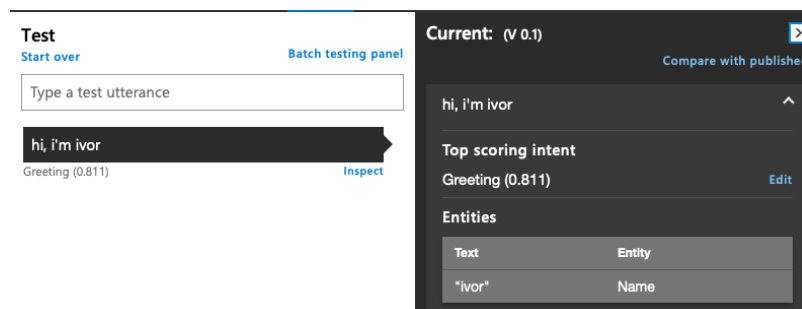 Test
Start over
Batch testing panel
Type a test utterance
hi, i'm ivor
Greeting (0.811)
Inspect
Current: (V 0.1)
Compare with publishe
hi, i'm ivor
Top scoring intent
Greeting (0.811)
Edit
Entities
Text Entity
"ivor" Name